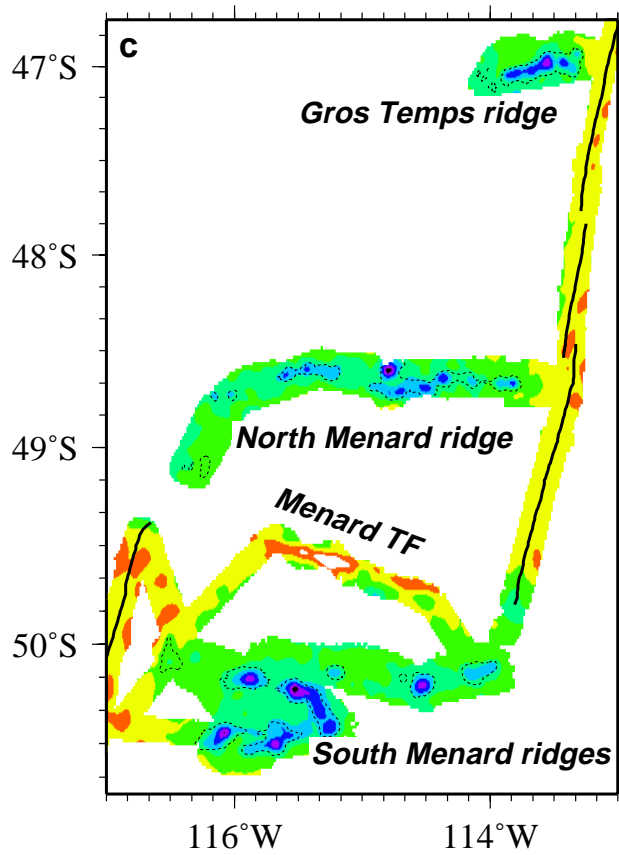 c
47°S
Gros Temps ridge
48°S
North Menard ridge
49°S
Menard TF
50°S
South Menard ridges
116°W
114°W